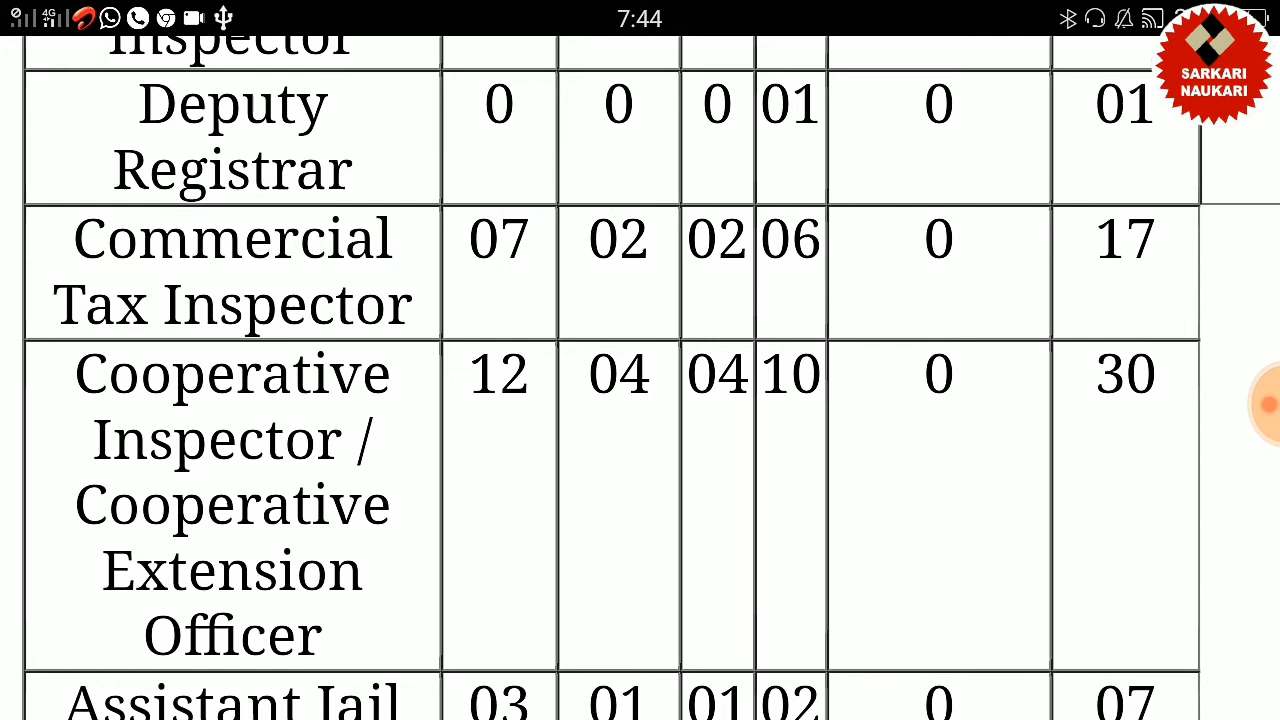 4G 7:44
Inspector
SARKARI
NAUKARI
Deputy 0 0 0 01 0 01
Registrar
Commercial 07 02 02 06 0 17
Tax Inspector
Cooperative 12 04 04 10 0 30
Inspector /
Cooperative
Extension
Officer
Assistant Jail 03 01 01 02 0 07